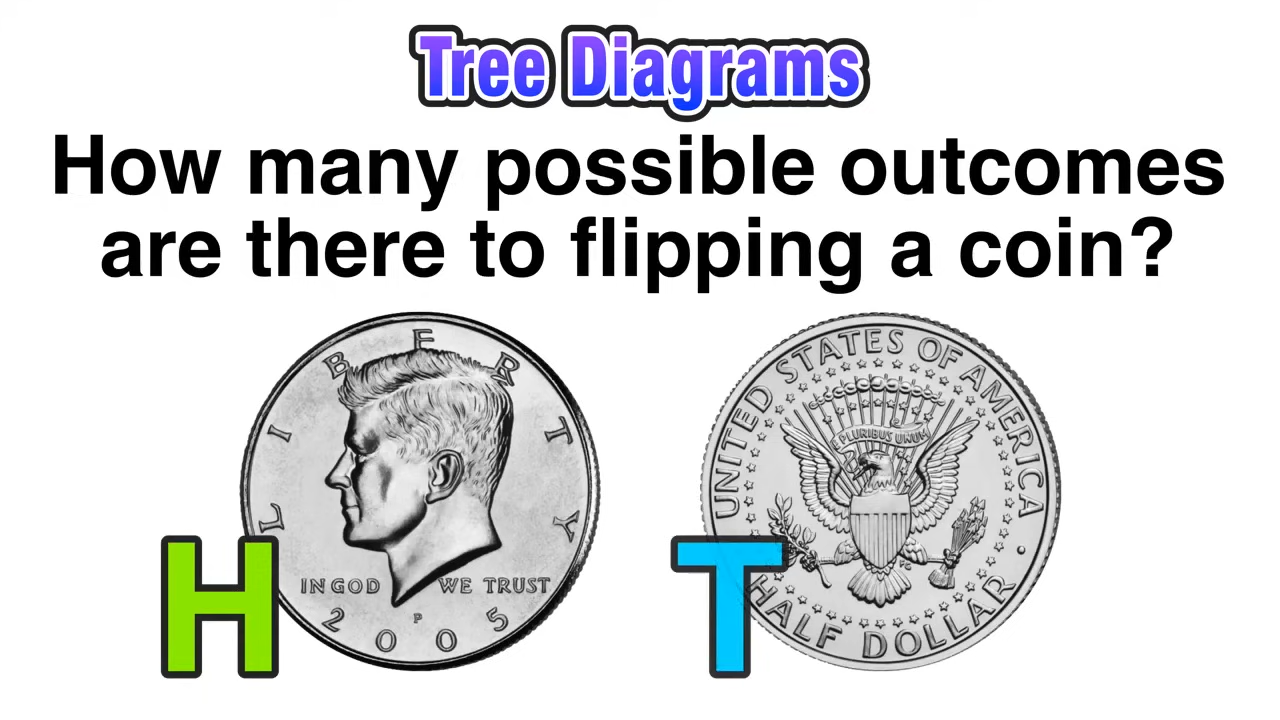 Tree Diagrams
How many possible outcomes
are there to flipping a coin?
LIBERTY
IN GOD WE TRUST
2005
P
H
UNITED STATES OF AMERICA
E PLURIBUS UNUM
HALF DOLLAR
T